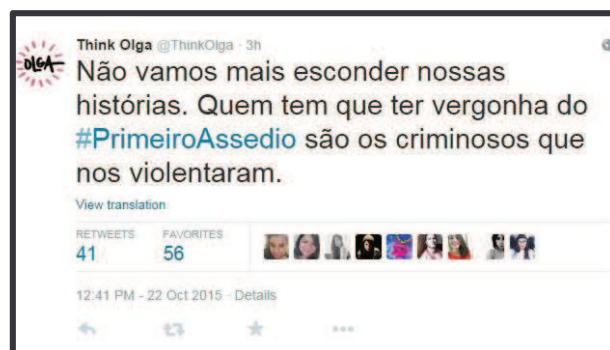 Think Olga @ThinkOlga · 3h
OLGA
Não vamos mais esconder nossas
histórias. Quem tem que ter vergonha do
#PrimeiroAssedio são os criminosos que
nos violentaram.
View translation
RETWEETS FAVORITES
41 56
12:41 PM - 22 Oct 2015 · Details